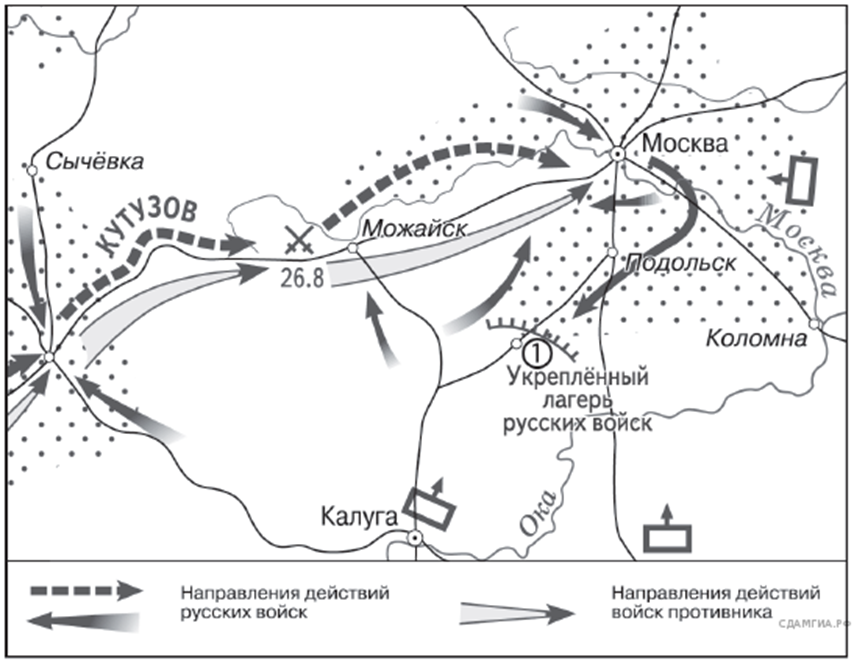 Москва
Сычёвка
КУТУЗОВ
Можайск
Москва
26.8
Подольск
Коломна
1
Укреплённый
лагерь
русских войск
Калуга
Ока
Направления действий
русских войск
Направления действий
войск противника
СДАМГИА.РФ